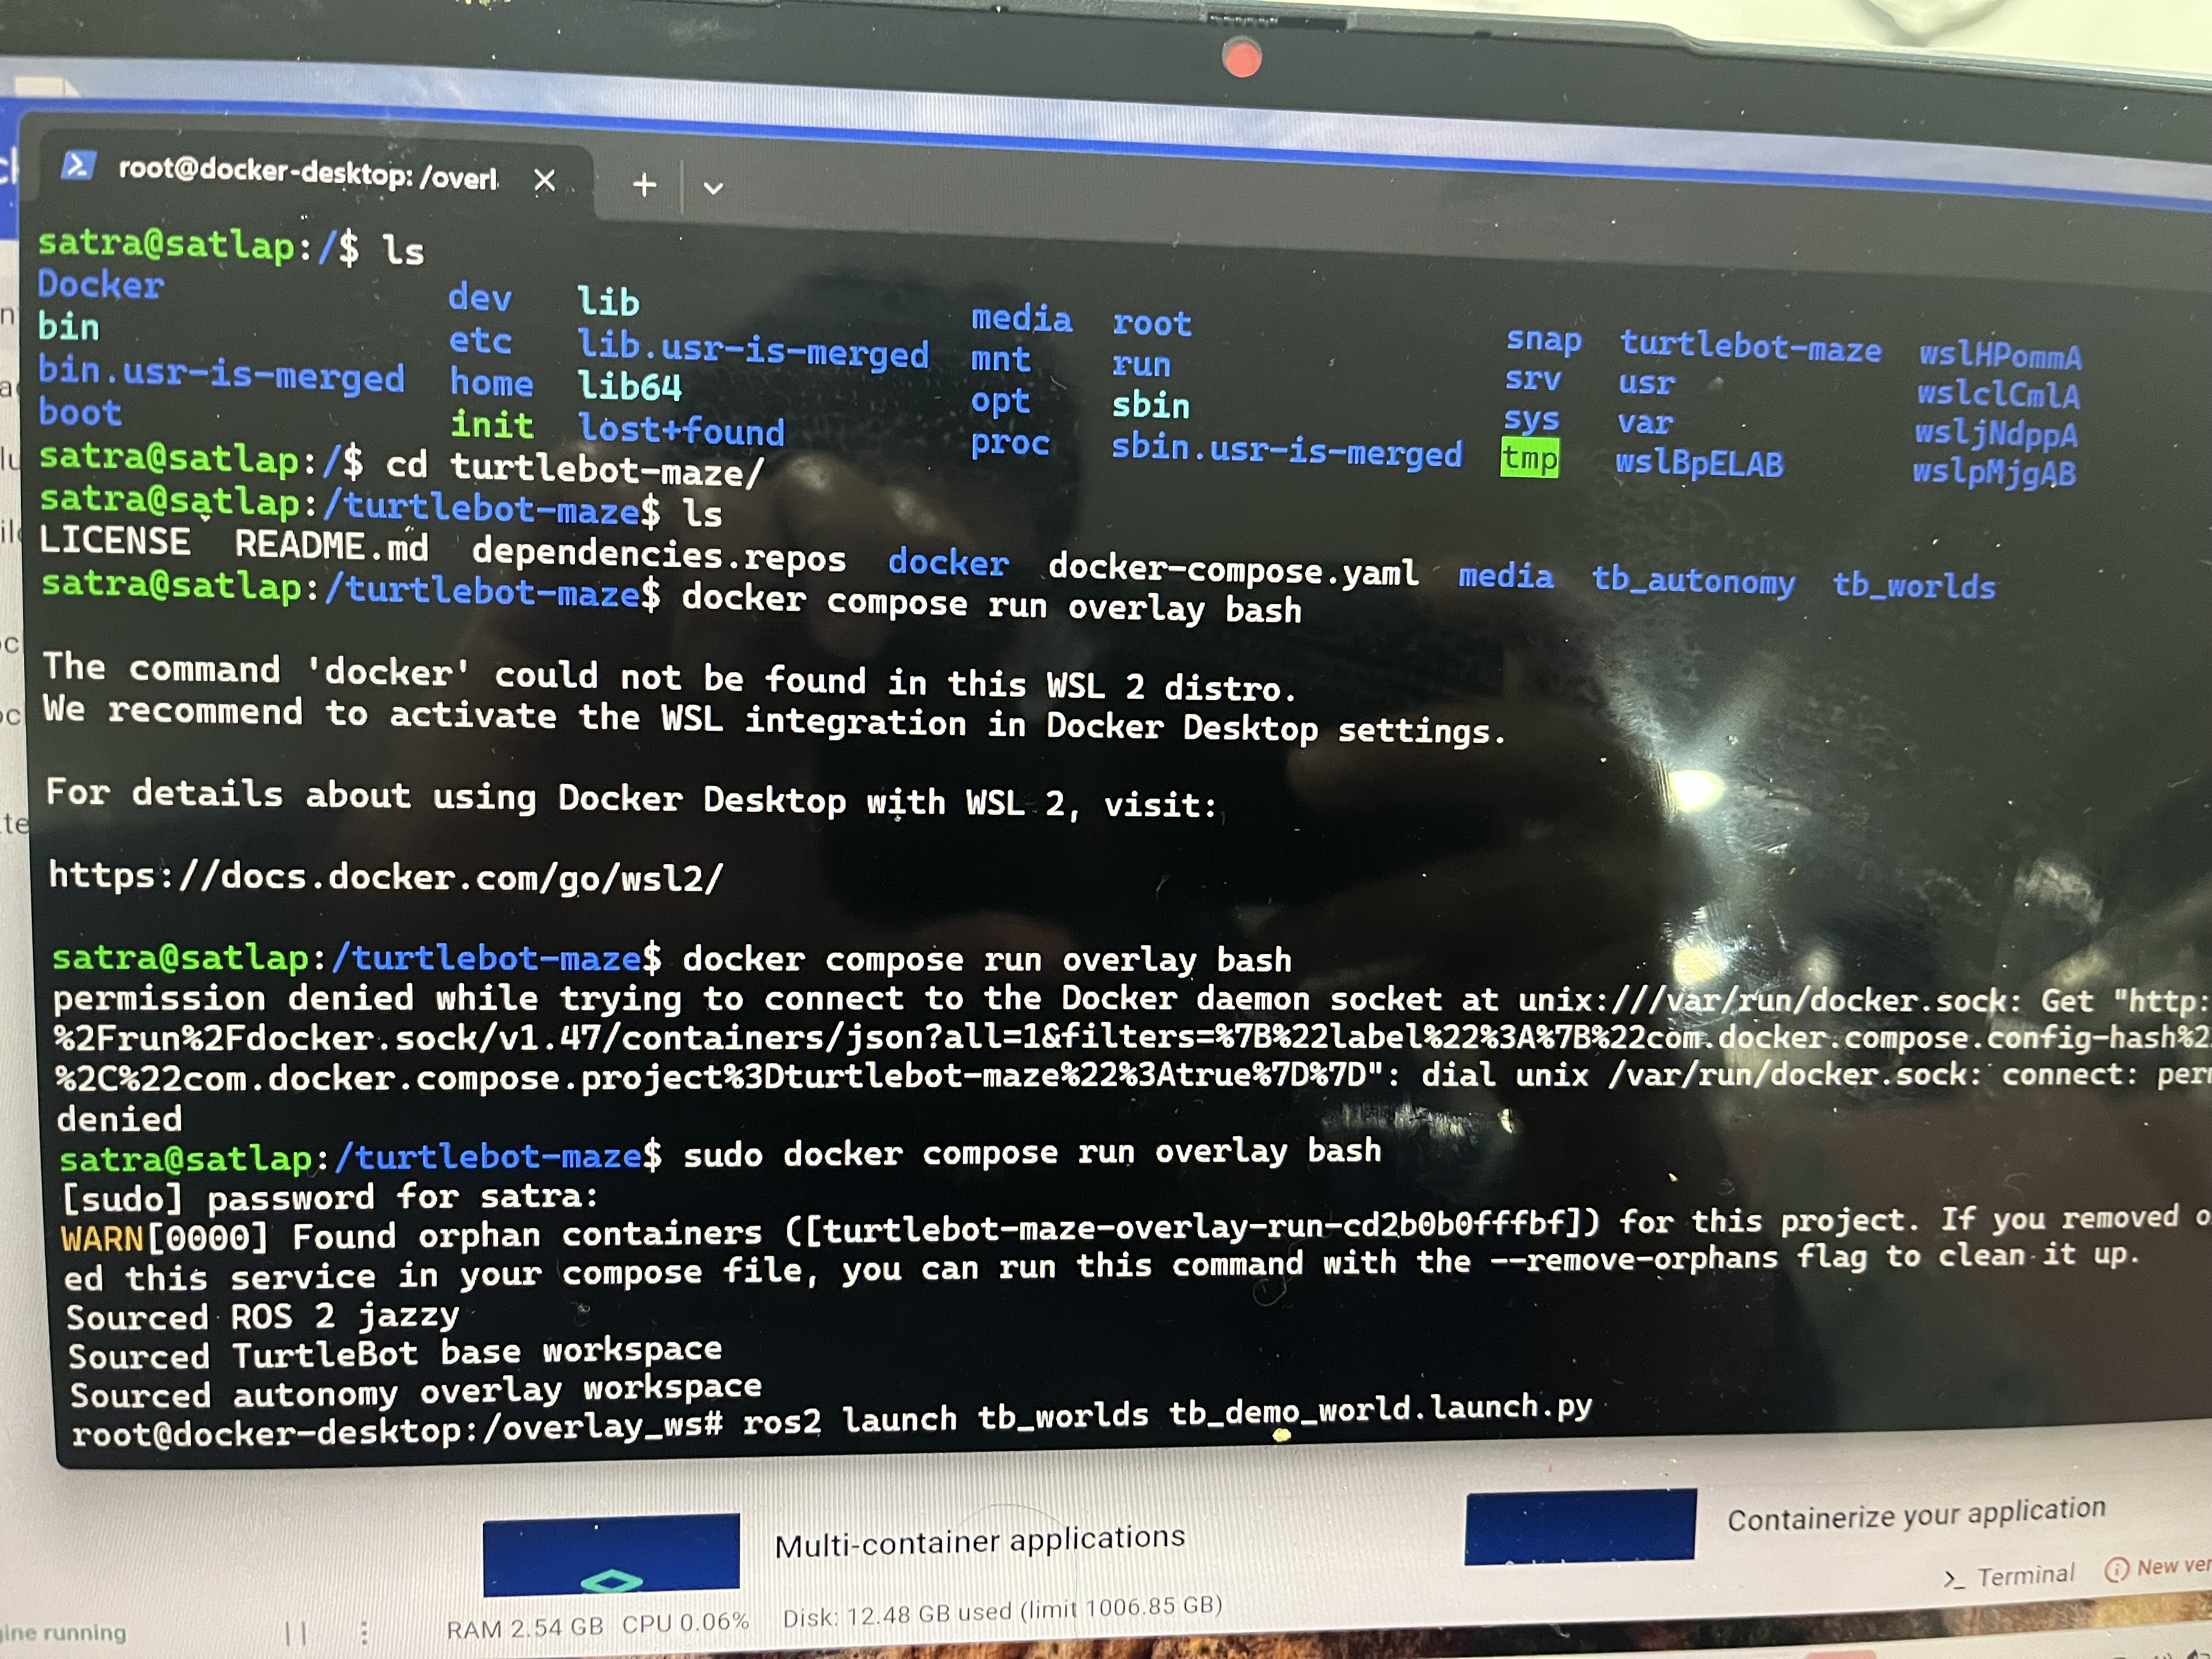 root@docker-desktop: /overl
satra@satlap:/$ ls
Docker dev lib media root snap turtlebot-maze wslHPommA
bin etc lib.usr-is-merged mnt run srv usr wslclCmlA
bin.usr-is-merged home lib64 opt sbin sys var wsljNdppA
boot init lost+found proc sbin.usr-is-merged tmp wslBpELAB wslpMjgAB
satra@satlap:/$ cd turtlebot-maze/
satra@satlap:/turtlebot-maze$ ls
LICENSE README.md dependencies.repos docker docker-compose.yaml media tb_autonomy tb_worlds
satra@satlap:/turtlebot-maze$ docker compose run overlay bash
The command 'docker' could not be found in this WSL 2 distro.
We recommend to activate the WSL integration in Docker Desktop settings.
For details about using Docker Desktop with WSL 2, visit:
https://docs.docker.com/go/wsl2/
satra@satlap:/turtlebot-maze$ docker compose run overlay bash
permission denied while trying to connect to the Docker daemon socket at unix:///var/run/docker.sock: Get "http:
%2Frun%2Fdocker.sock/v1.47/containers/json?all=1&filters=%7B%22label%22%3A%7B%22com.docker.compose.config-hash%2
%2C%22com.docker.compose.project%3Dturtlebot-maze%22%3Atrue%7D%7D": dial unix /var/run/docker.sock: connect: per
denied
satra@satlap:/turtlebot-maze$ sudo docker compose run overlay bash
[sudo] password for satra:
WARN[0000] Found orphan containers ([turtlebot-maze-overlay-run-cd2b0b0fffbf]) for this project. If you removed o
ed this service in your compose file, you can run this command with the --remove-orphans flag to clean it up.
Sourced ROS 2 jazzy
Sourced TurtleBot base workspace
Sourced autonomy overlay workspace
root@docker-desktop:/overlay_ws# ros2 launch tb_worlds tb_demo_world.launch.py
Multi-container applications
Containerize your application
>_ Terminal New ver
gine running RAM 2.54 GB CPU 0.06% Disk: 12.48 GB used (limit 1006.85 GB)